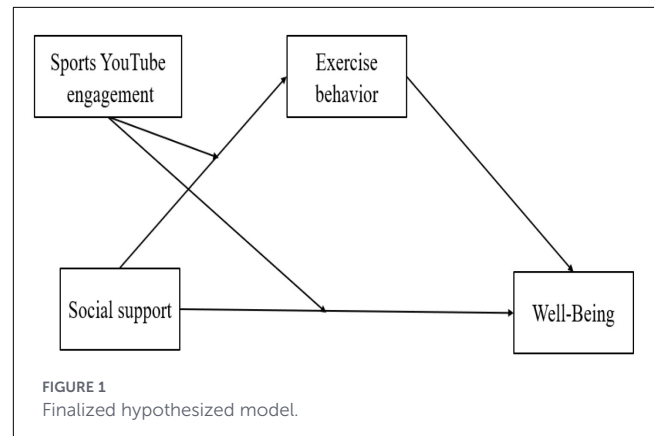 Sports YouTube
engagement
Exercise
behavior
Social support
Well-Being
FIGURE 1
Finalized hypothesized model.